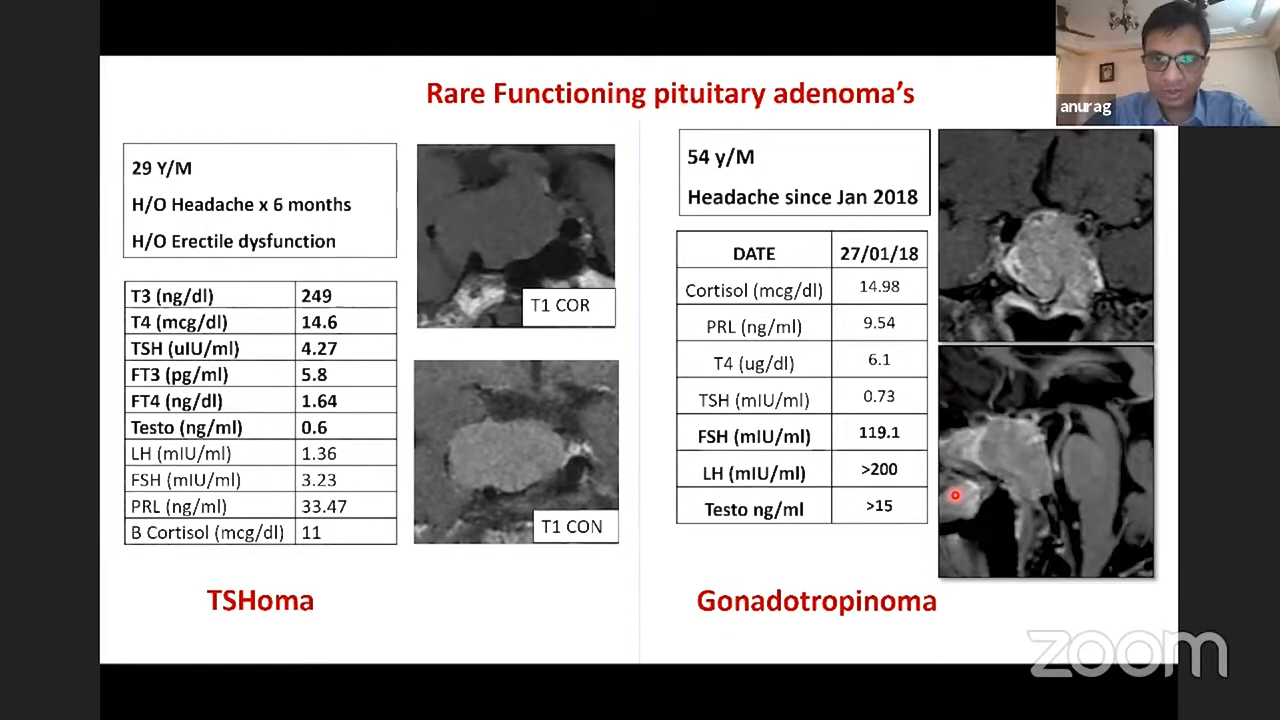 Rare Functioning pituitary adenoma's
anurag
29 Y/M
H/O Headache x 6 months
H/O Erectile dysfunction
T3 (ng/dl) 249
T4 (mcg/dl) 14.6
TSH (uIU/ml) 4.27
FT3 (pg/ml) 5.8
FT4 (ng/dl) 1.64
Testo (ng/ml) 0.6
LH (mIU/ml) 1.36
FSH (mIU/ml) 3.23
PRL (ng/ml) 33.47
B Cortisol (mcg/dl) 11
T1 COR
T1 CON
TSHoma
54 y/M
Headache since Jan 2018
DATE 27/01/18
Cortisol (mcg/dl) 14.98
PRL (ng/ml) 9.54
T4 (ug/dl) 6.1
TSH (mIU/ml) 0.73
FSH (mIU/ml) 119.1
LH (mIU/ml) >200
Testo ng/ml >15
Gonadotropinoma
zoom